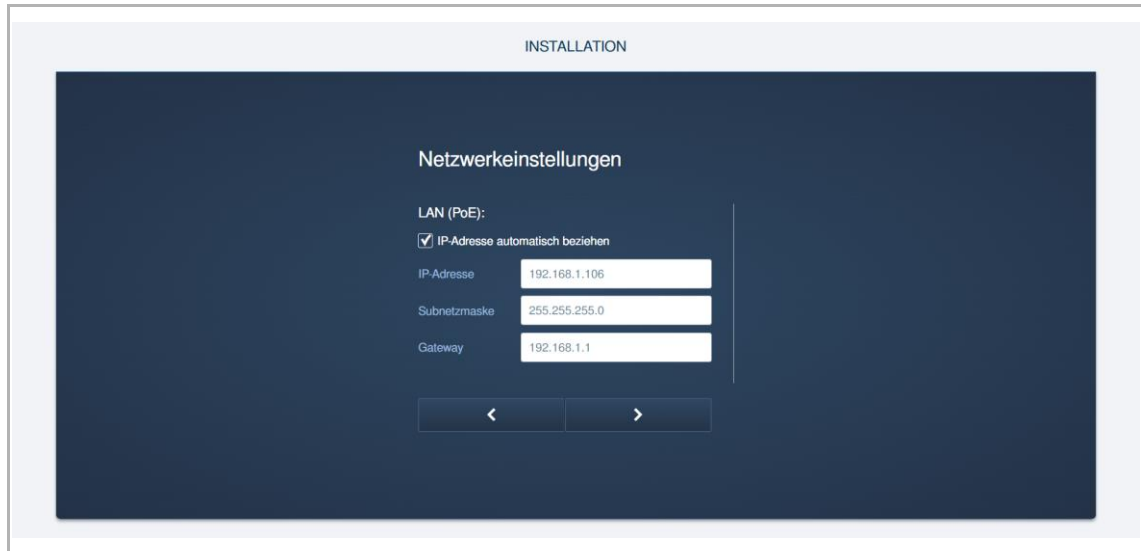 INSTALLATION
Netzwerkeinstellungen
LAN (PoE):
IP-Adresse automatisch beziehen
IP-Adresse 192.168.1.106
Subnetzmaske 255.255.255.0
Gateway 192.168.1.1